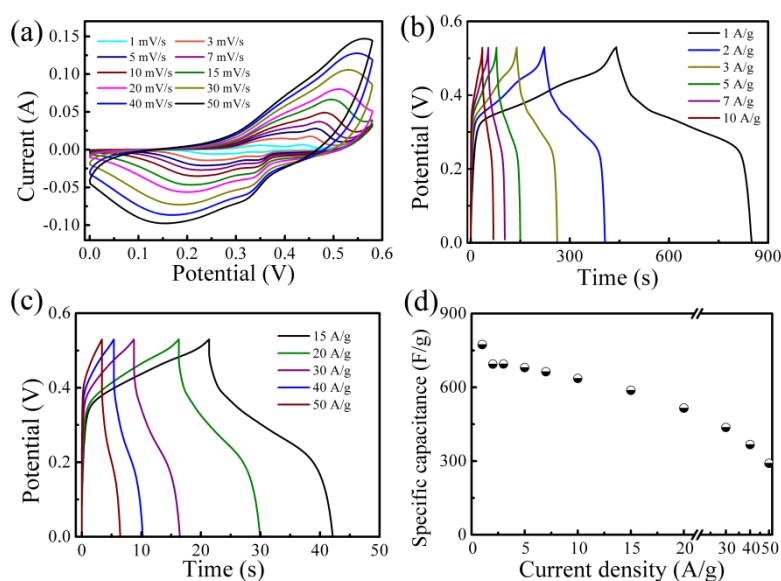 (a)
1 mV/s 3 mV/s
5 mV/s 7 mV/s
10 mV/s 15 mV/s
20 mV/s 30 mV/s
40 mV/s 50 mV/s
0.15
0.10
0.05
0.00
-0.05
-0.10
Current (A)
0.0 0.1 0.2 0.3 0.4 0.5 0.6
Potential (V)
(b)
1 A/g
2 A/g
3 A/g
5 A/g
7 A/g
10 A/g
0.6
0.4
0.2
0.0
Potential (V)
0 300 600 900
Time (s)
(c)
15 A/g
20 A/g
30 A/g
40 A/g
50 A/g
0.6
0.4
0.2
0.0
Potential (V)
0 10 20 30 40 50
Time (s)
(d)
900
600
300
0
Specific capacitance (F/g)
0 5 10 15 20 30 40 50
Current density (A/g)